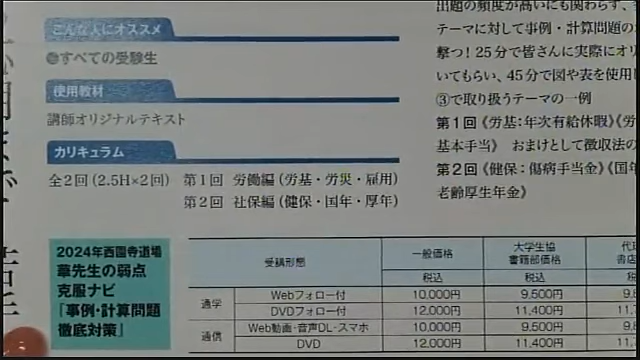 こんな人にオススメ
すべての受験生
使用教材
講師オリジナルテキスト
カリキュラム
全2回(2.5H×2回) 第1回 労働編(労基・労災・雇用)
第2回 社保編(健保・国年・厚年)
出題の頻度が高いにも関わらず、
テーマに対して事例・計算問題の
撃つ!25分で皆さんに実際にオリ
いてもらい、45分で図や表を使用し
③で取り扱うテーマの一例
第1回《労基:年次有給休暇》《労
基本手当》 おまけとして徴収法の
第2回《健保:傷病手当金》《国年
老齢厚生年金》
2024年西園寺道場
華先生の弱点
克服ナビ
『事例・計算問題
徹底対策』
受講形態 一般価格 大学生協 書籍部価格 代理 書店
税込 税込
通学 Webフォロー付 10,000円 9,500円 9,8
DVDフォロー付 12,000円 11,400円 11,
通信 Web動画・音声DL・スマホ 10,000円 9,500円 9,8
DVD 12,000円 11,400円 11,